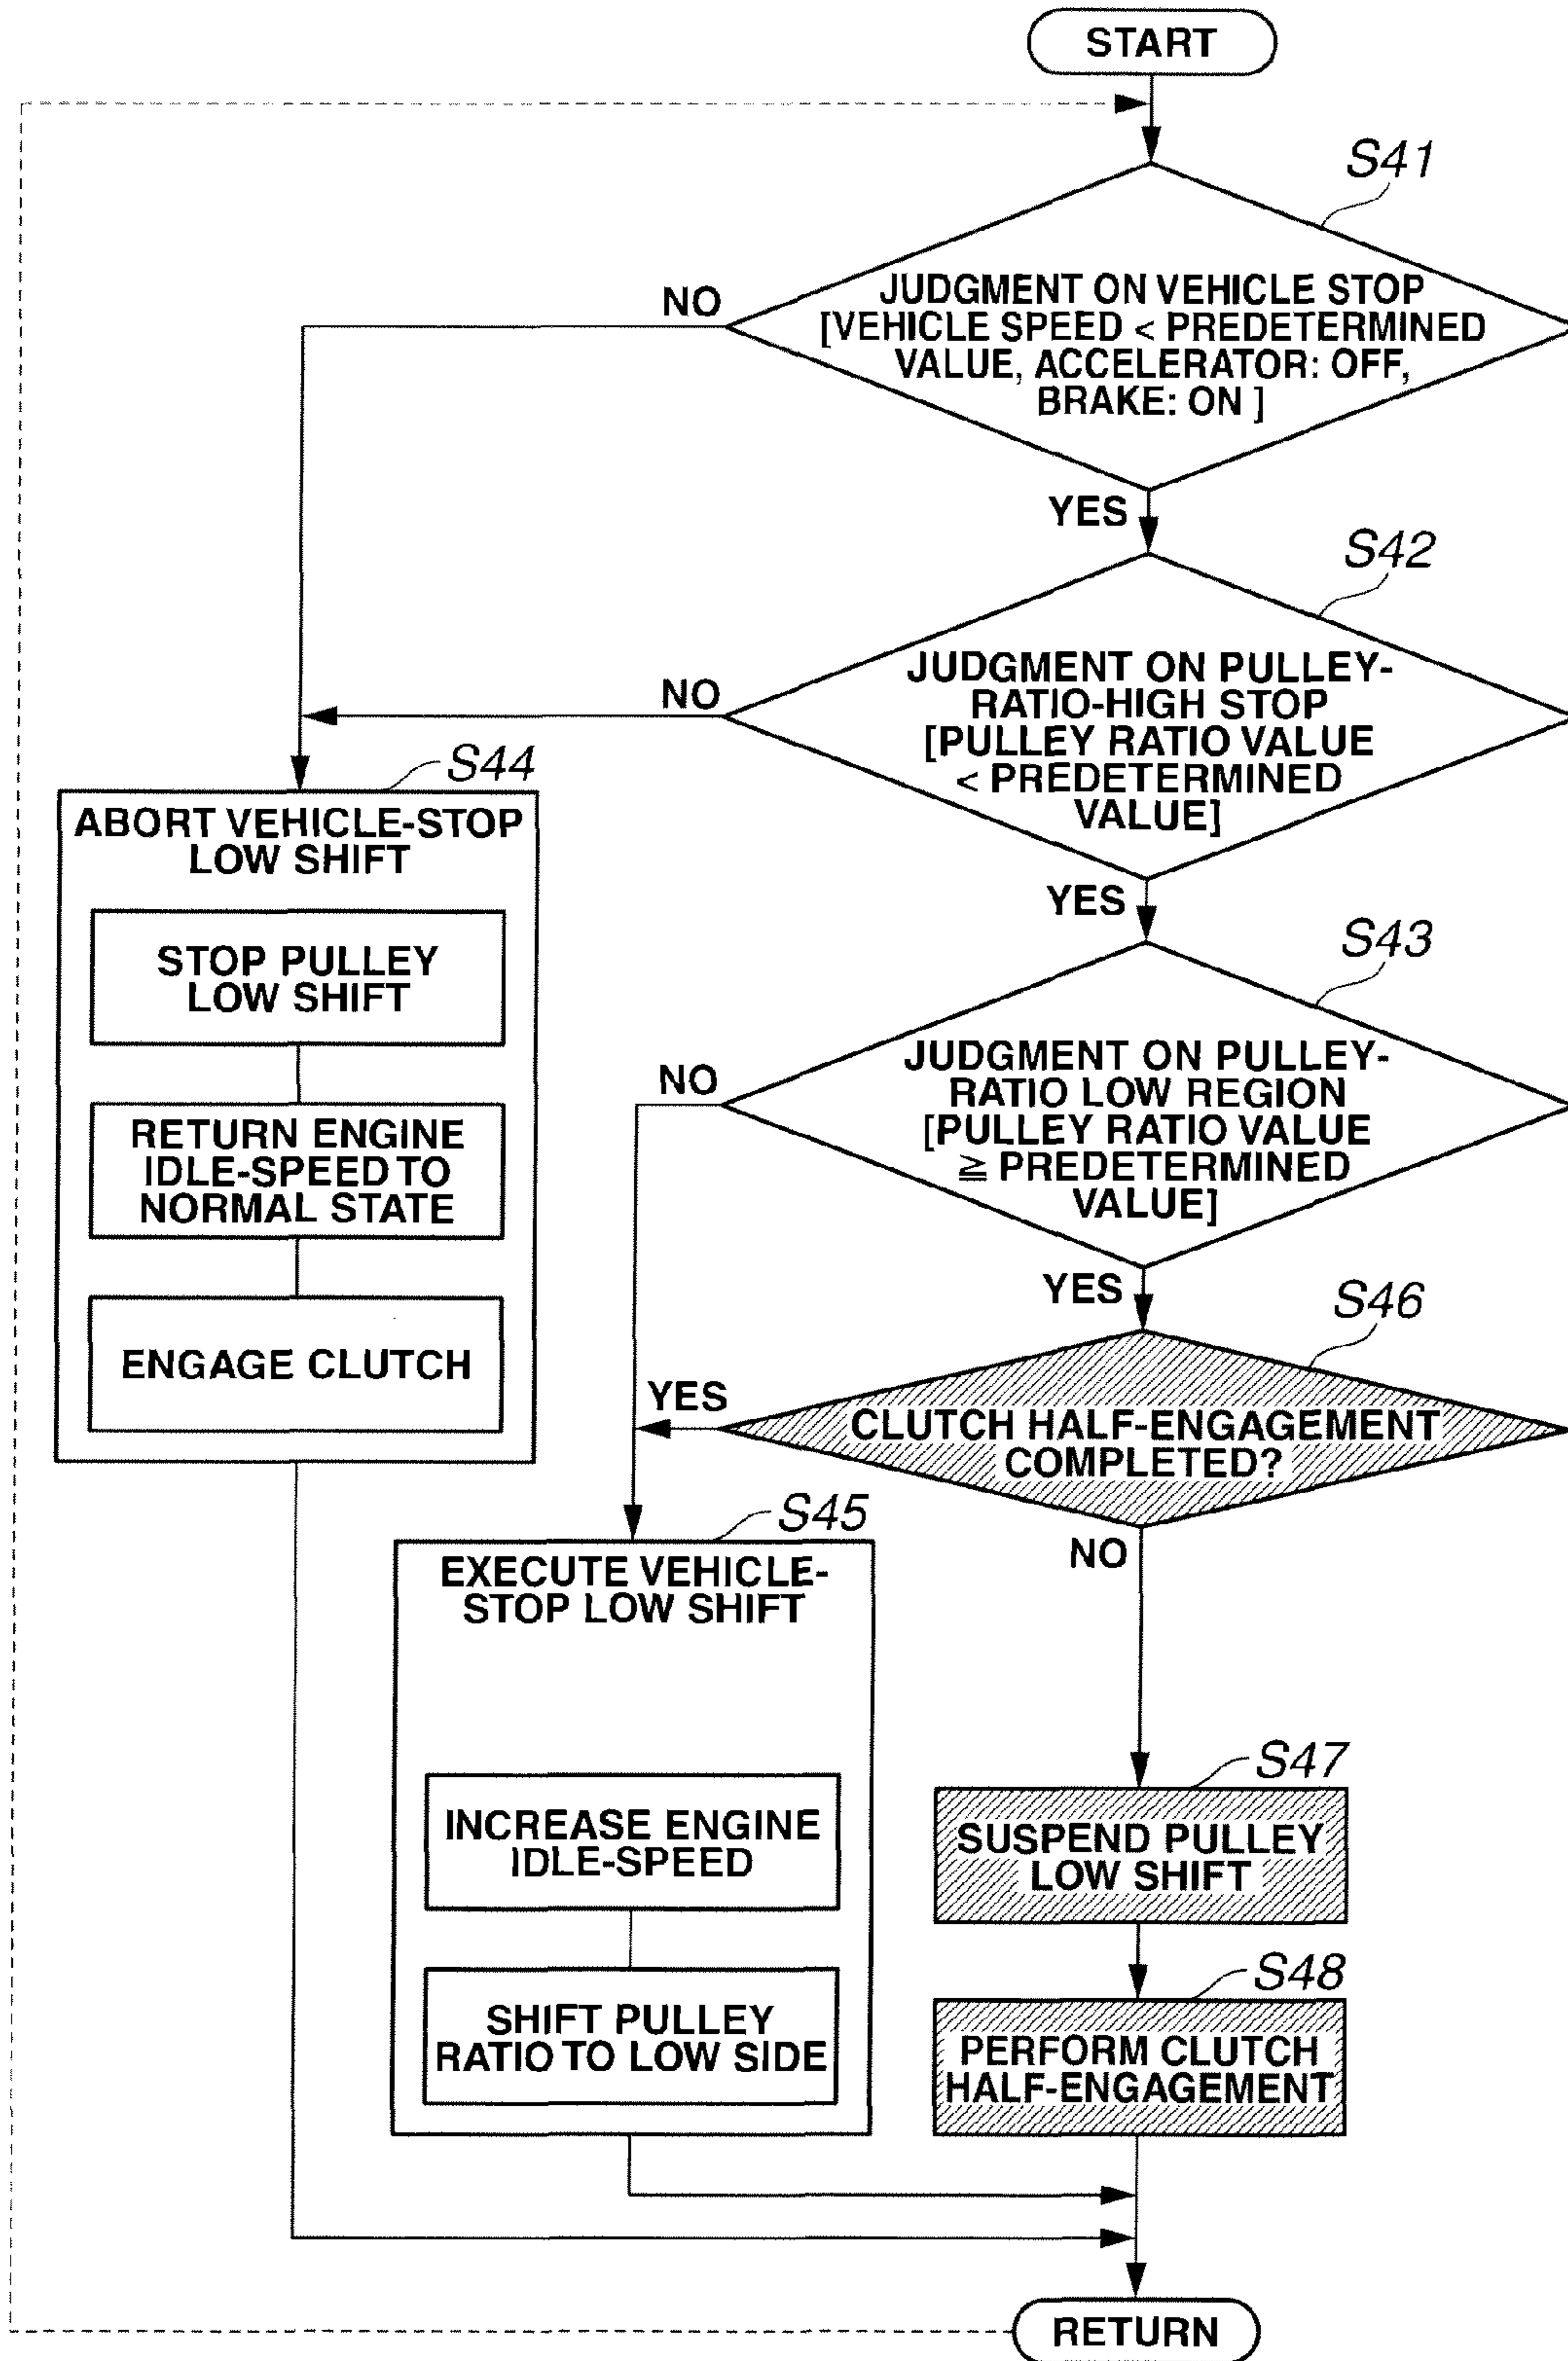 START
S41
JUDGMENT ON VEHICLE STOP
[VEHICLE SPEED < PREDETERMINED
VALUE, ACCELERATOR: OFF,
BRAKE: ON ]
NO
YES
S42
JUDGMENT ON PULLEY-
RATIO-HIGH STOP
[PULLEY RATIO VALUE
< PREDETERMINED
VALUE]
NO
YES
S44
ABORT VEHICLE-STOP
LOW SHIFT
STOP PULLEY
LOW SHIFT
RETURN ENGINE
IDLE-SPEED TO
NORMAL STATE
ENGAGE CLUTCH
S43
JUDGMENT ON PULLEY-
RATIO LOW REGION
[PULLEY RATIO VALUE
≧ PREDETERMINED
VALUE]
NO
YES
S46
CLUTCH HALF-ENGAGEMENT
COMPLETED?
YES
NO
S45
EXECUTE VEHICLE-
STOP LOW SHIFT
INCREASE ENGINE
IDLE-SPEED
SHIFT PULLEY
RATIO TO LOW SIDE
S47
SUSPEND PULLEY
LOW SHIFT
S48
PERFORM CLUTCH
HALF-ENGAGEMENT
RETURN